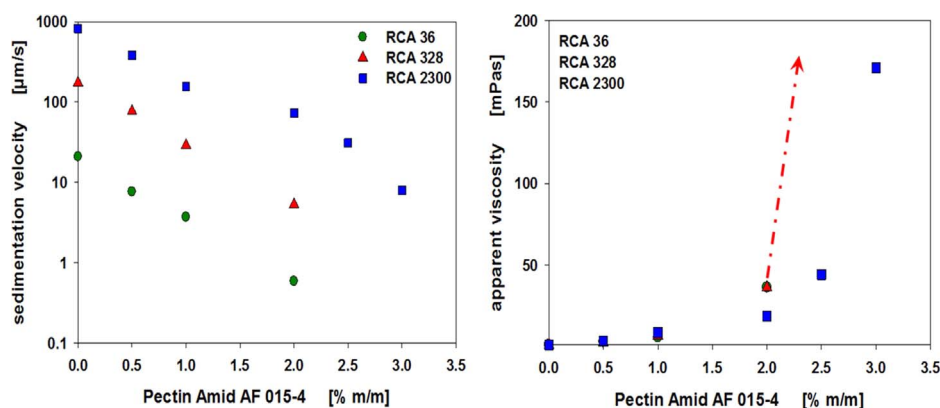 1000
100
10
1
0.1
sedimentation velocity [µm/s]
RCA 36
RCA 328
RCA 2300
0.0 0.5 1.0 1.5 2.0 2.5 3.0 3.5
Pectin Amid AF 015-4 [% m/m]
200
150
100
50
apparent viscosity [mPas]
RCA 36
RCA 328
RCA 2300
0.0 0.5 1.0 1.5 2.0 2.5 3.0 3.5
Pectin Amid AF 015-4 [% m/m]